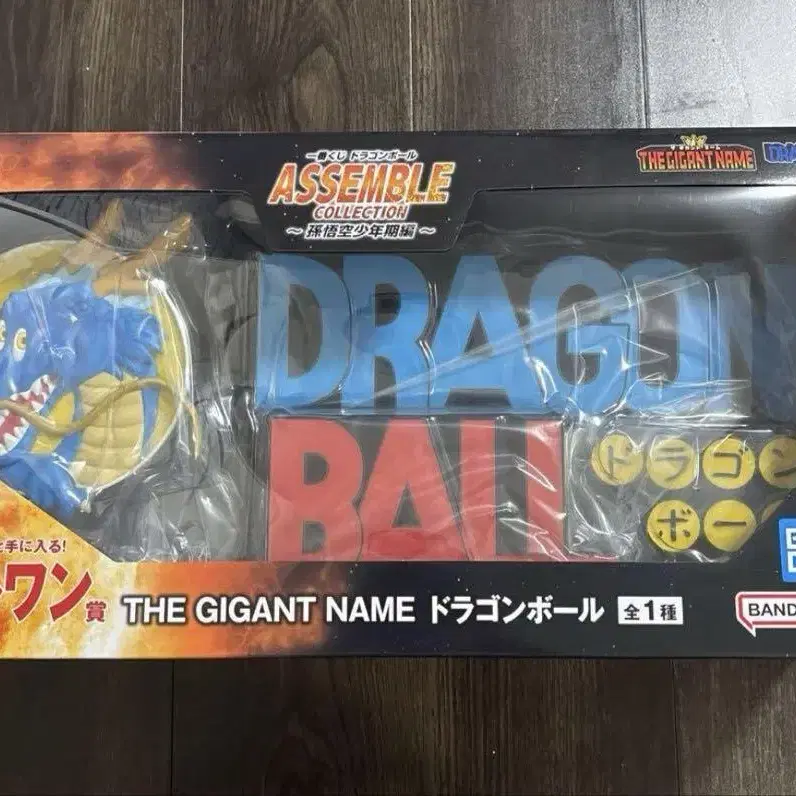 一番くじ ドラゴンボール
ASSEMBLE
COLLECTION
～ 孫悟空少年期編 ～
THE GIGANT NAME
DRA
DRAGON
BALL
ドラゴン
ボー
と手に入る!
ワン賞
THE GIGANT NAME ドラゴンボール 全1種
BAND